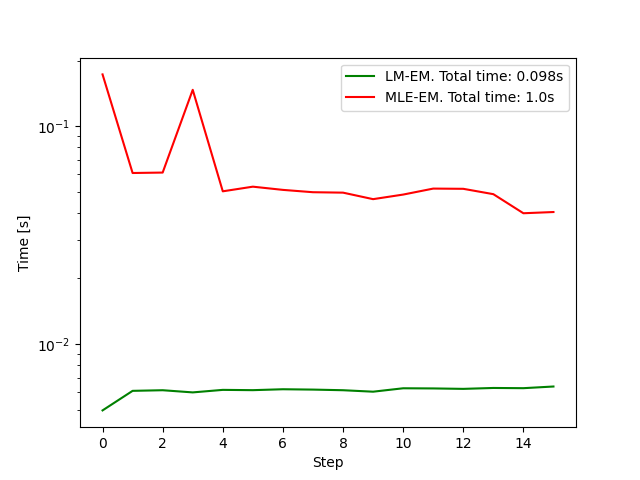 LM-EM. Total time: 0.098s
MLE-EM. Total time: 1.0s
10⁻¹
10⁻²
Time [s]
0 2 4 6 8 10 12 14
Step